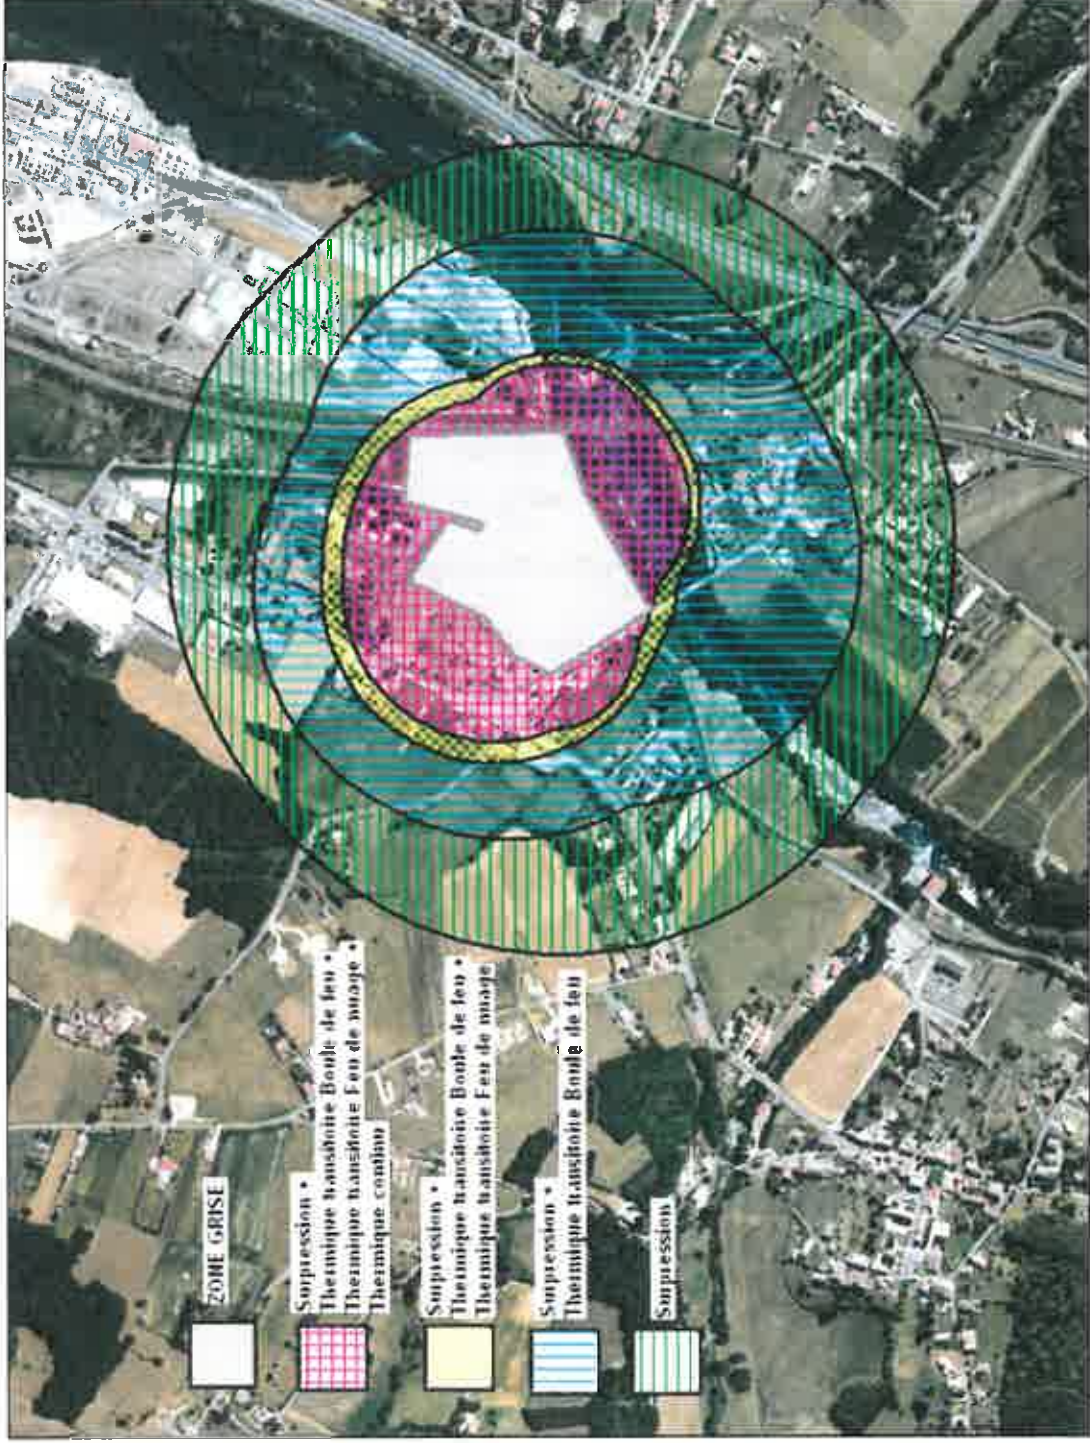 ZONE GRISE
Surpression +
Thermique transitoire Boule de feu +
Thermique transitoire Feu de nuage +
Thermique continu
Surpression +
Thermique transitoire Boule de feu +
Thermique transitoire Feu de nuage
Surpression +
Thermique transitoire Boule de feu
Surpression